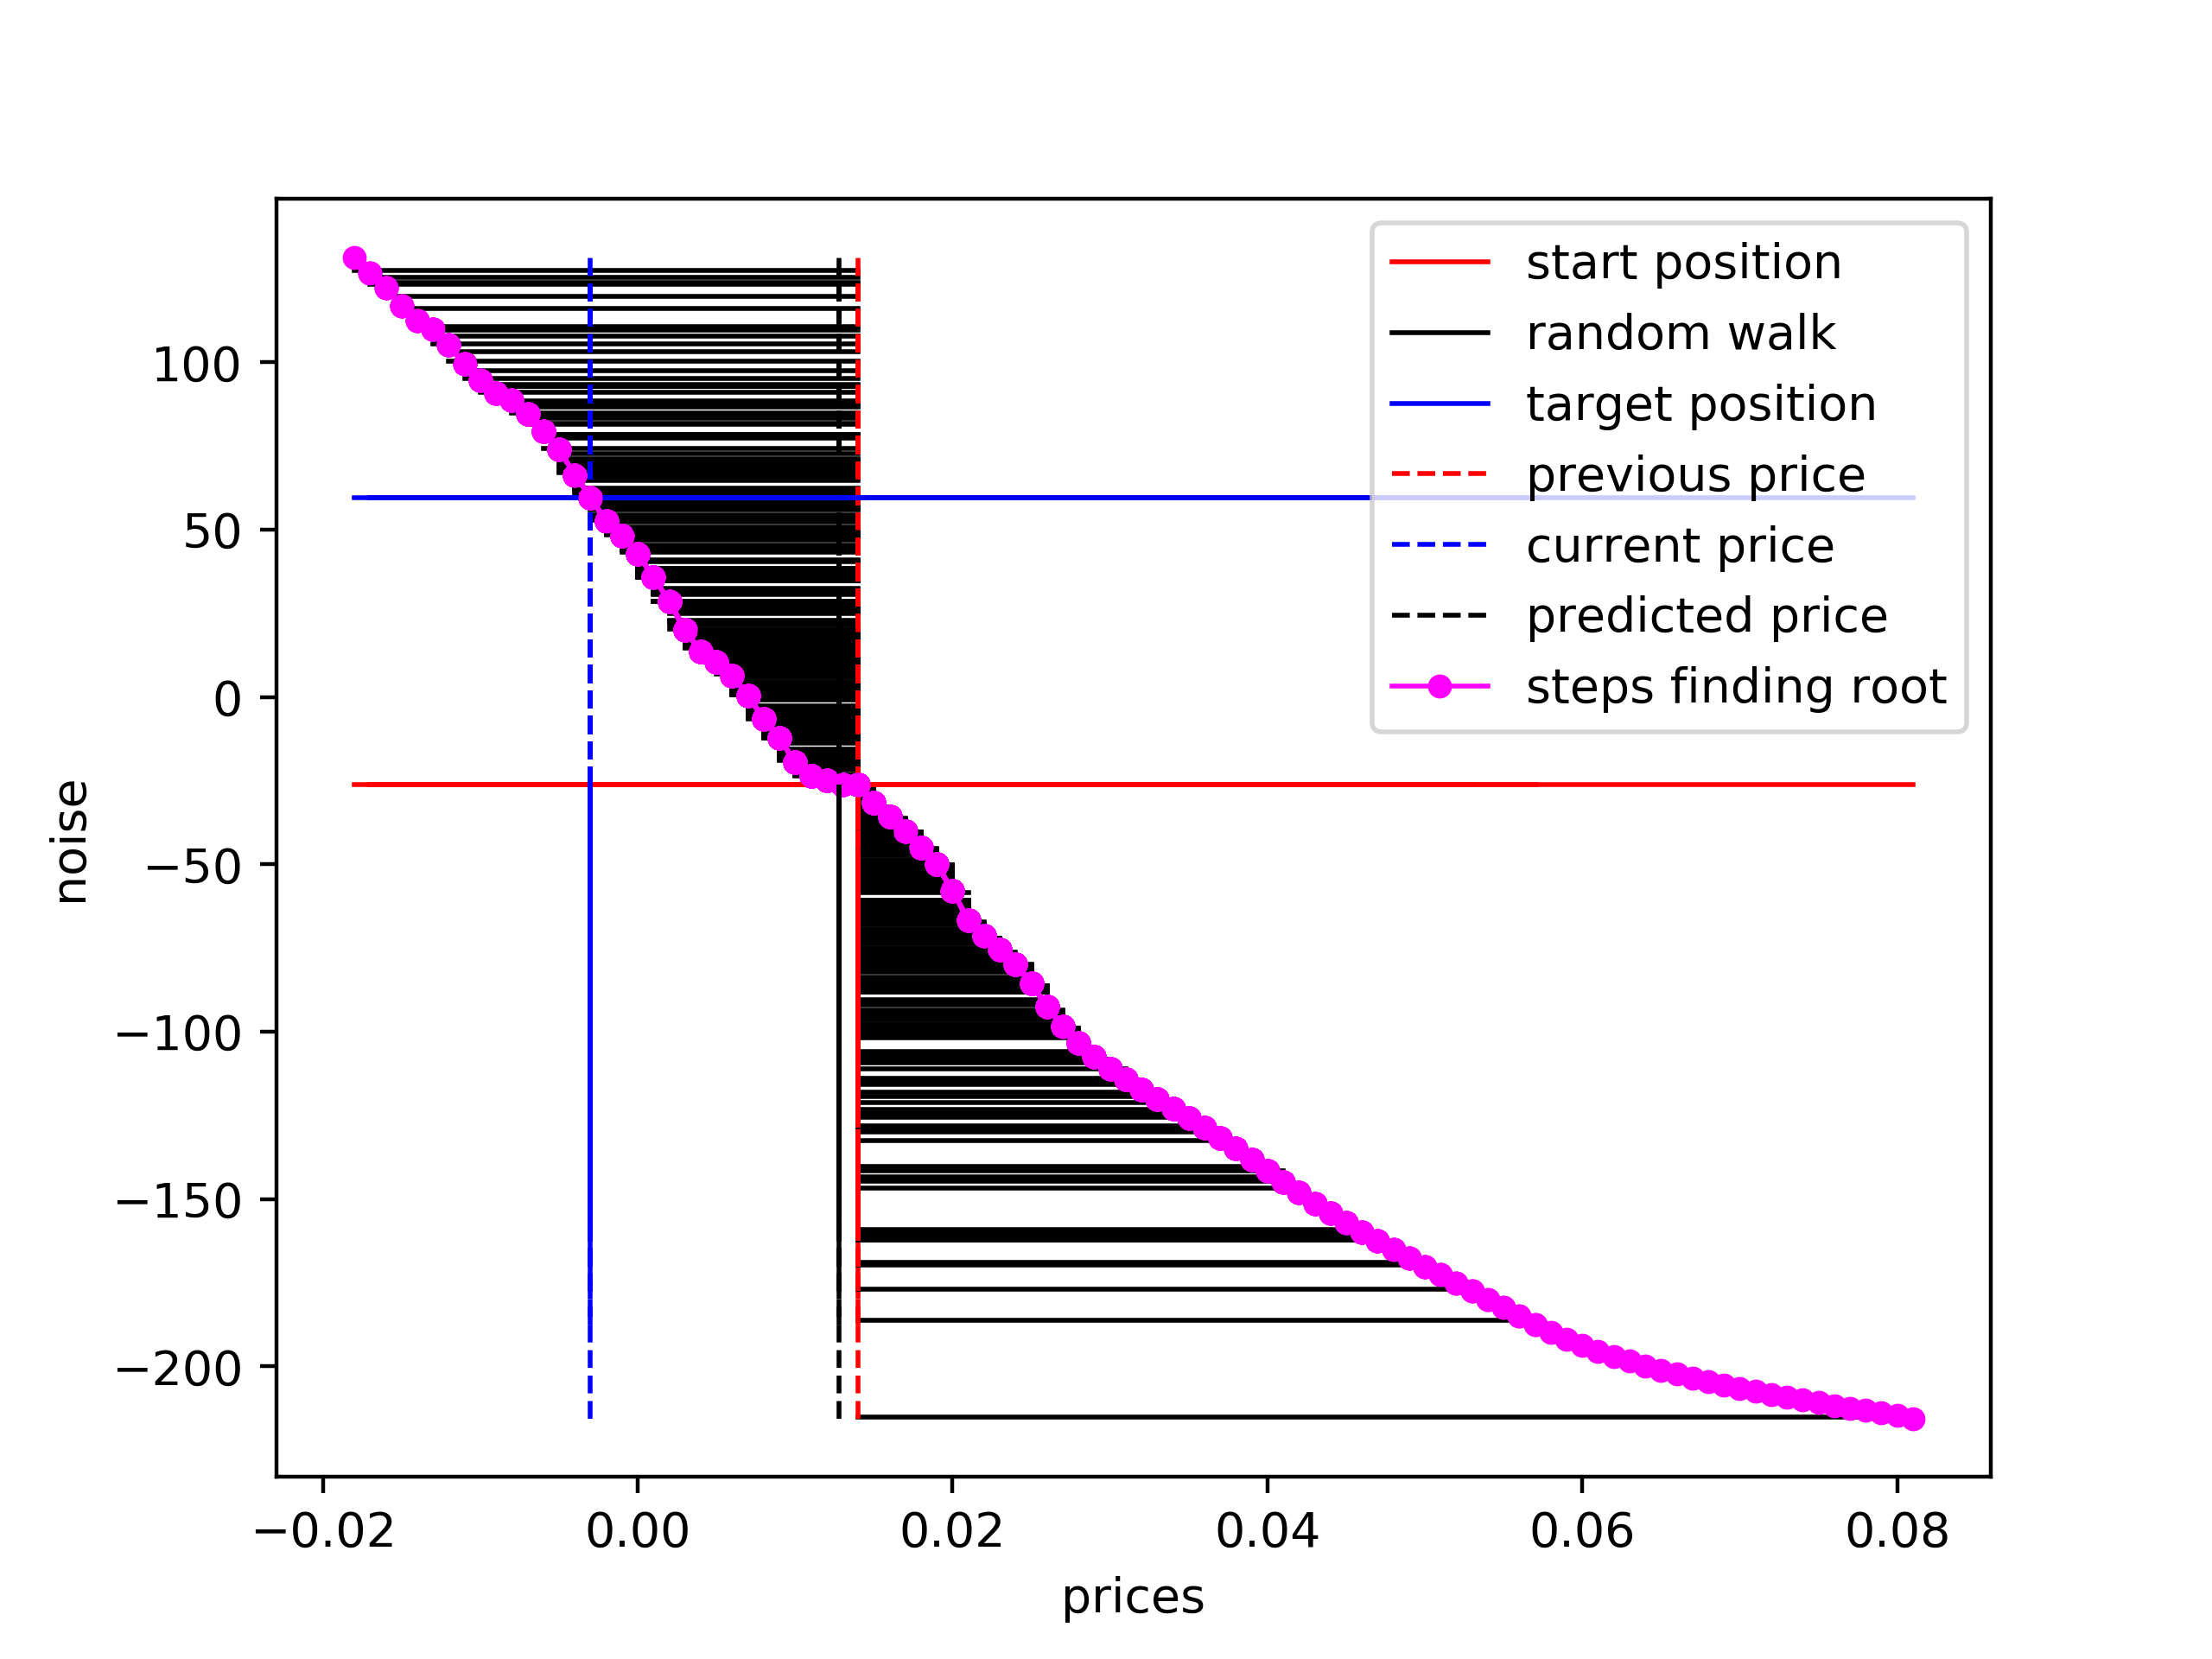 start position
random walk
target position
previous price
current price
predicted price
steps finding root
100
50
0
−50
−100
−150
−200
noise
−0.02 0.00 0.02 0.04 0.06 0.08
prices